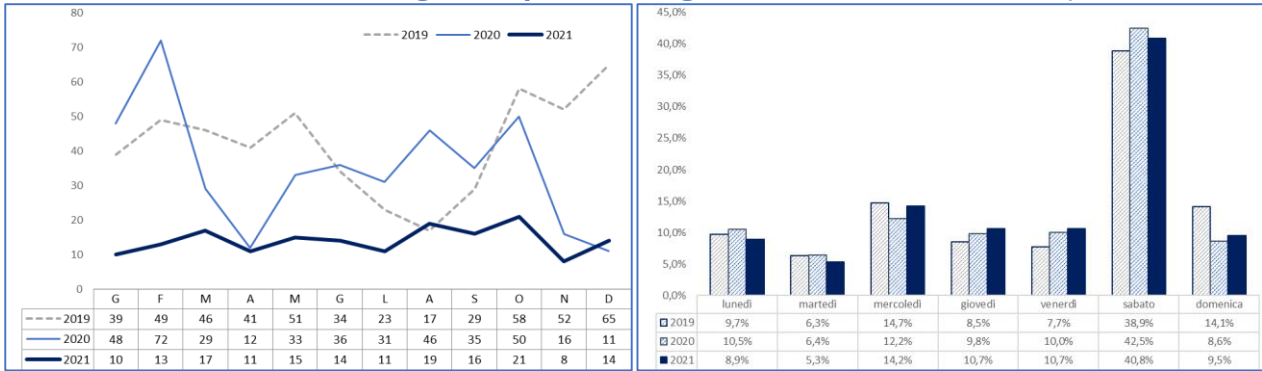 80
70
60
50
40
30
20
10
0
2019 2020 2021
G F M A M G L A S O N D
2019 39 49 46 41 51 34 23 17 29 58 52 65
2020 48 72 29 12 33 36 31 46 35 50 16 11
2021 10 13 17 11 15 14 11 19 16 21 8 14
45,0%
40,0%
35,0%
30,0%
25,0%
20,0%
15,0%
10,0%
5,0%
0,0%
lunedì martedì mercoledì giovedì venerdì sabato domenica
2019 9,7% 6,3% 14,7% 8,5% 7,7% 38,9% 14,1%
2020 10,5% 6,4% 12,2% 9,8% 10,0% 42,5% 8,6%
2021 8,9% 5,3% 14,2% 10,7% 10,7% 40,8% 9,5%